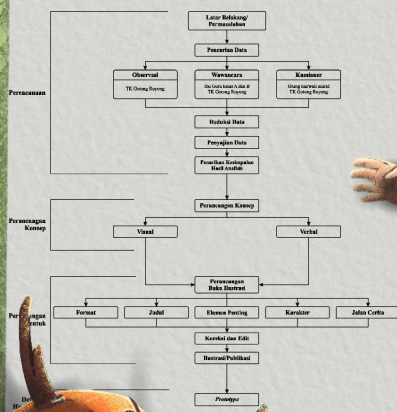 Latar Belakang/
Permasalahan
Pencarian Data
Observasi
Wawancara
Kuesioner
TK Gotong Royong
Ibu Guru kelas A dan B
TK Gotong Royong
Orang tua/wali murid
TK Gotong Royong
Perencanaan
Reduksi Data
Penyajian Data
Penarikan Kesimpulan
Hasil Analisis
Perancangan Konsep
Perancangan
Konsep
Visual
Verbal
Perancangan
Buku Ilustrasi
Format
Judul
Elemen Penting
Karakter
Jalan Cerita
Koreksi dan Edit
Ilustrasi/Publikasi
Prototype